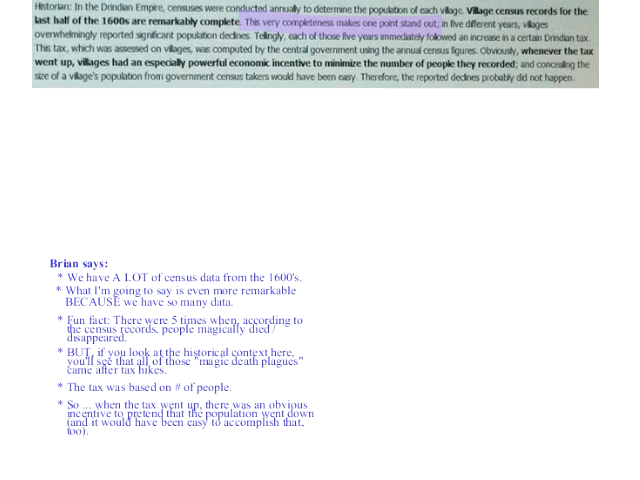 Historian: In the Drindian Empire, censuses were conducted annually to determine the population of each village. Village census records for the
last half of the 1600s are remarkably complete. This very completeness makes one point stand out; in five different years, villages
overwhelmingly reported significant population declines. Tellingly, each of those five years immediately followed an increase in a certain Drindian tax.
This tax, which was assessed on villages, was computed by the central government using the annual census figures. Obviously, whenever the tax
went up, villages had an especially powerful economic incentive to minimize the number of people they recorded; and concealing the
size of a village's population from government census takers would have been easy. Therefore, the reported declines probably did not happen.
Brian says:
* We have A LOT of census data from the 1600's.
* What I'm going to say is even more remarkable
BECAUSE we have so many data.
* Fun fact: There were 5 times when, according to
the census records, people magically died /
disappeared.
* BUT, if you look at the historical context here,
you'll see that all of those "magic death plagues"
came after tax hikes.
* The tax was based on # of people.
* So ... when the tax went up, there was an obvious
incentive to pretend that the population went down
(and it would have been easy to accomplish that,
too).